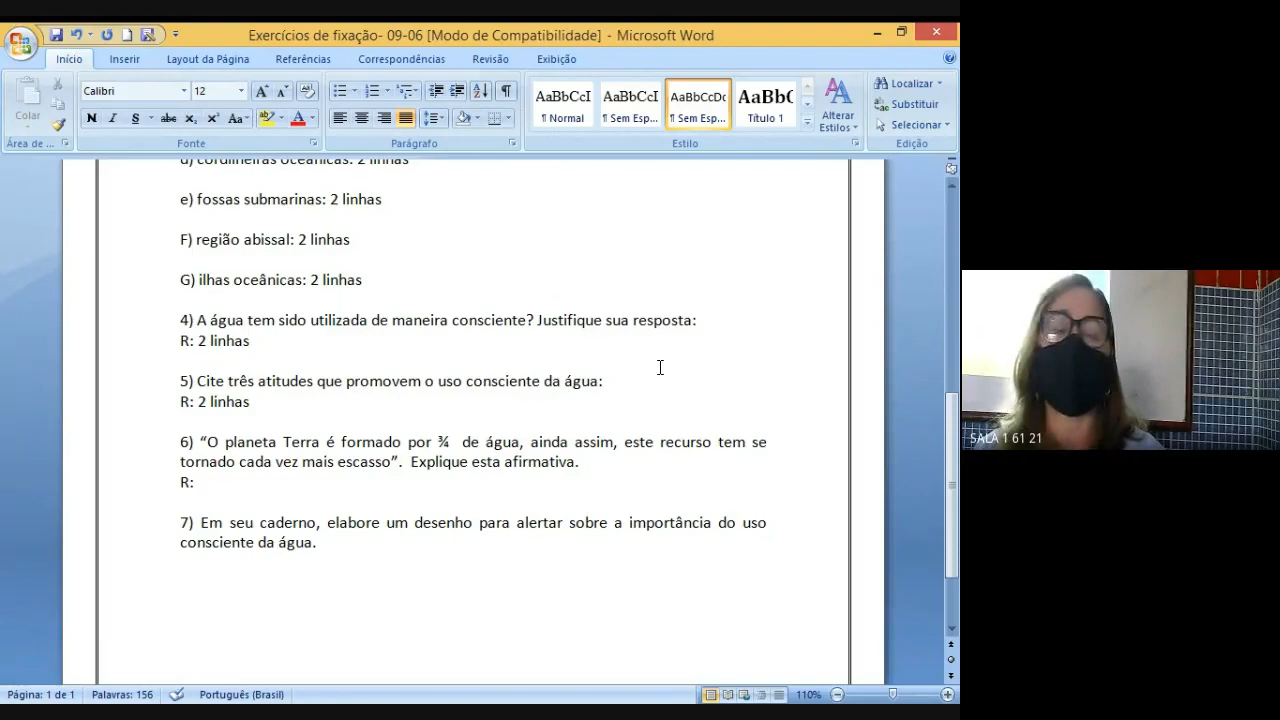 Exercícios de fixação- 09-06 [Modo de Compatibilidade] - Microsoft Word
Início Inserir Layout da Página Referências Correspondências Revisão Exibição
Colar
Calibri 12
AaBbCcI AaBbCcI AaBbCcDc AaBbC
¶ Normal ¶ Sem Esp... ¶ Sem Esp... Título 1
Alterar Estilos
Localizar
Substituir
Selecionar
Área de ... Fonte Parágrafo Estilo Edição
d) cordilheiras oceânicas: 2 linhas
e) fossas submarinas: 2 linhas
F) região abissal: 2 linhas
G) ilhas oceânicas: 2 linhas
4) A água tem sido utilizada de maneira consciente? Justifique sua resposta:
R: 2 linhas
5) Cite três atitudes que promovem o uso consciente da água:
R: 2 linhas
6) “O planeta Terra é formado por ¾ de água, ainda assim, este recurso tem se
tornado cada vez mais escasso”. Explique esta afirmativa.
R:
7) Em seu caderno, elabore um desenho para alertar sobre a importância do uso
consciente da água.
Página: 1 de 1 Palavras: 156 Português (Brasil) 110%
SALA 1 61 21